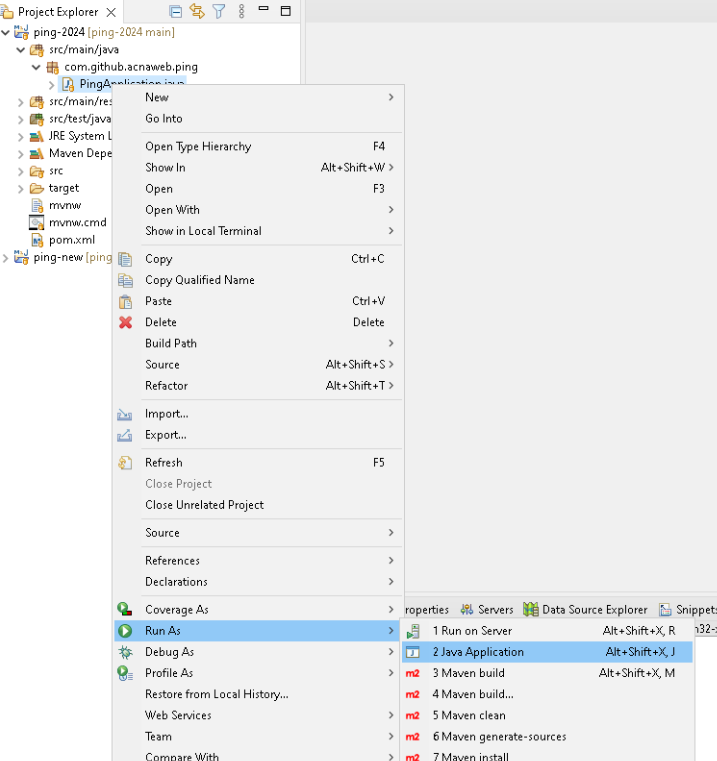 Project Explorer
ping-2024 [ping-2024 main]
src/main/java
com.github.acnaweb.ping
PingApplication.java
src/main/res
src/test/java
JRE System L
Maven Depe
src
target
mvnw
mvnw.cmd
pom.xml
ping-new [ping
New
Go Into
Open Type Hierarchy F4
Show In Alt+Shift+W
Open F3
Open With
Show in Local Terminal
Copy Ctrl+C
Copy Qualified Name
Paste Ctrl+V
Delete Delete
Build Path
Source Alt+Shift+S
Refactor Alt+Shift+T
Import...
Export...
Refresh F5
Close Project
Close Unrelated Project
Source
References
Declarations
Coverage As
Run As
Debug As
Profile As
Restore from Local History...
Web Services
Team
Compare With
roperties Servers Data Source Explorer Snippets
1 Run on Server Alt+Shift+X, R
2 Java Application Alt+Shift+X, J
3 Maven build Alt+Shift+X, M
4 Maven build...
5 Maven clean
6 Maven generate-sources
7 Maven install